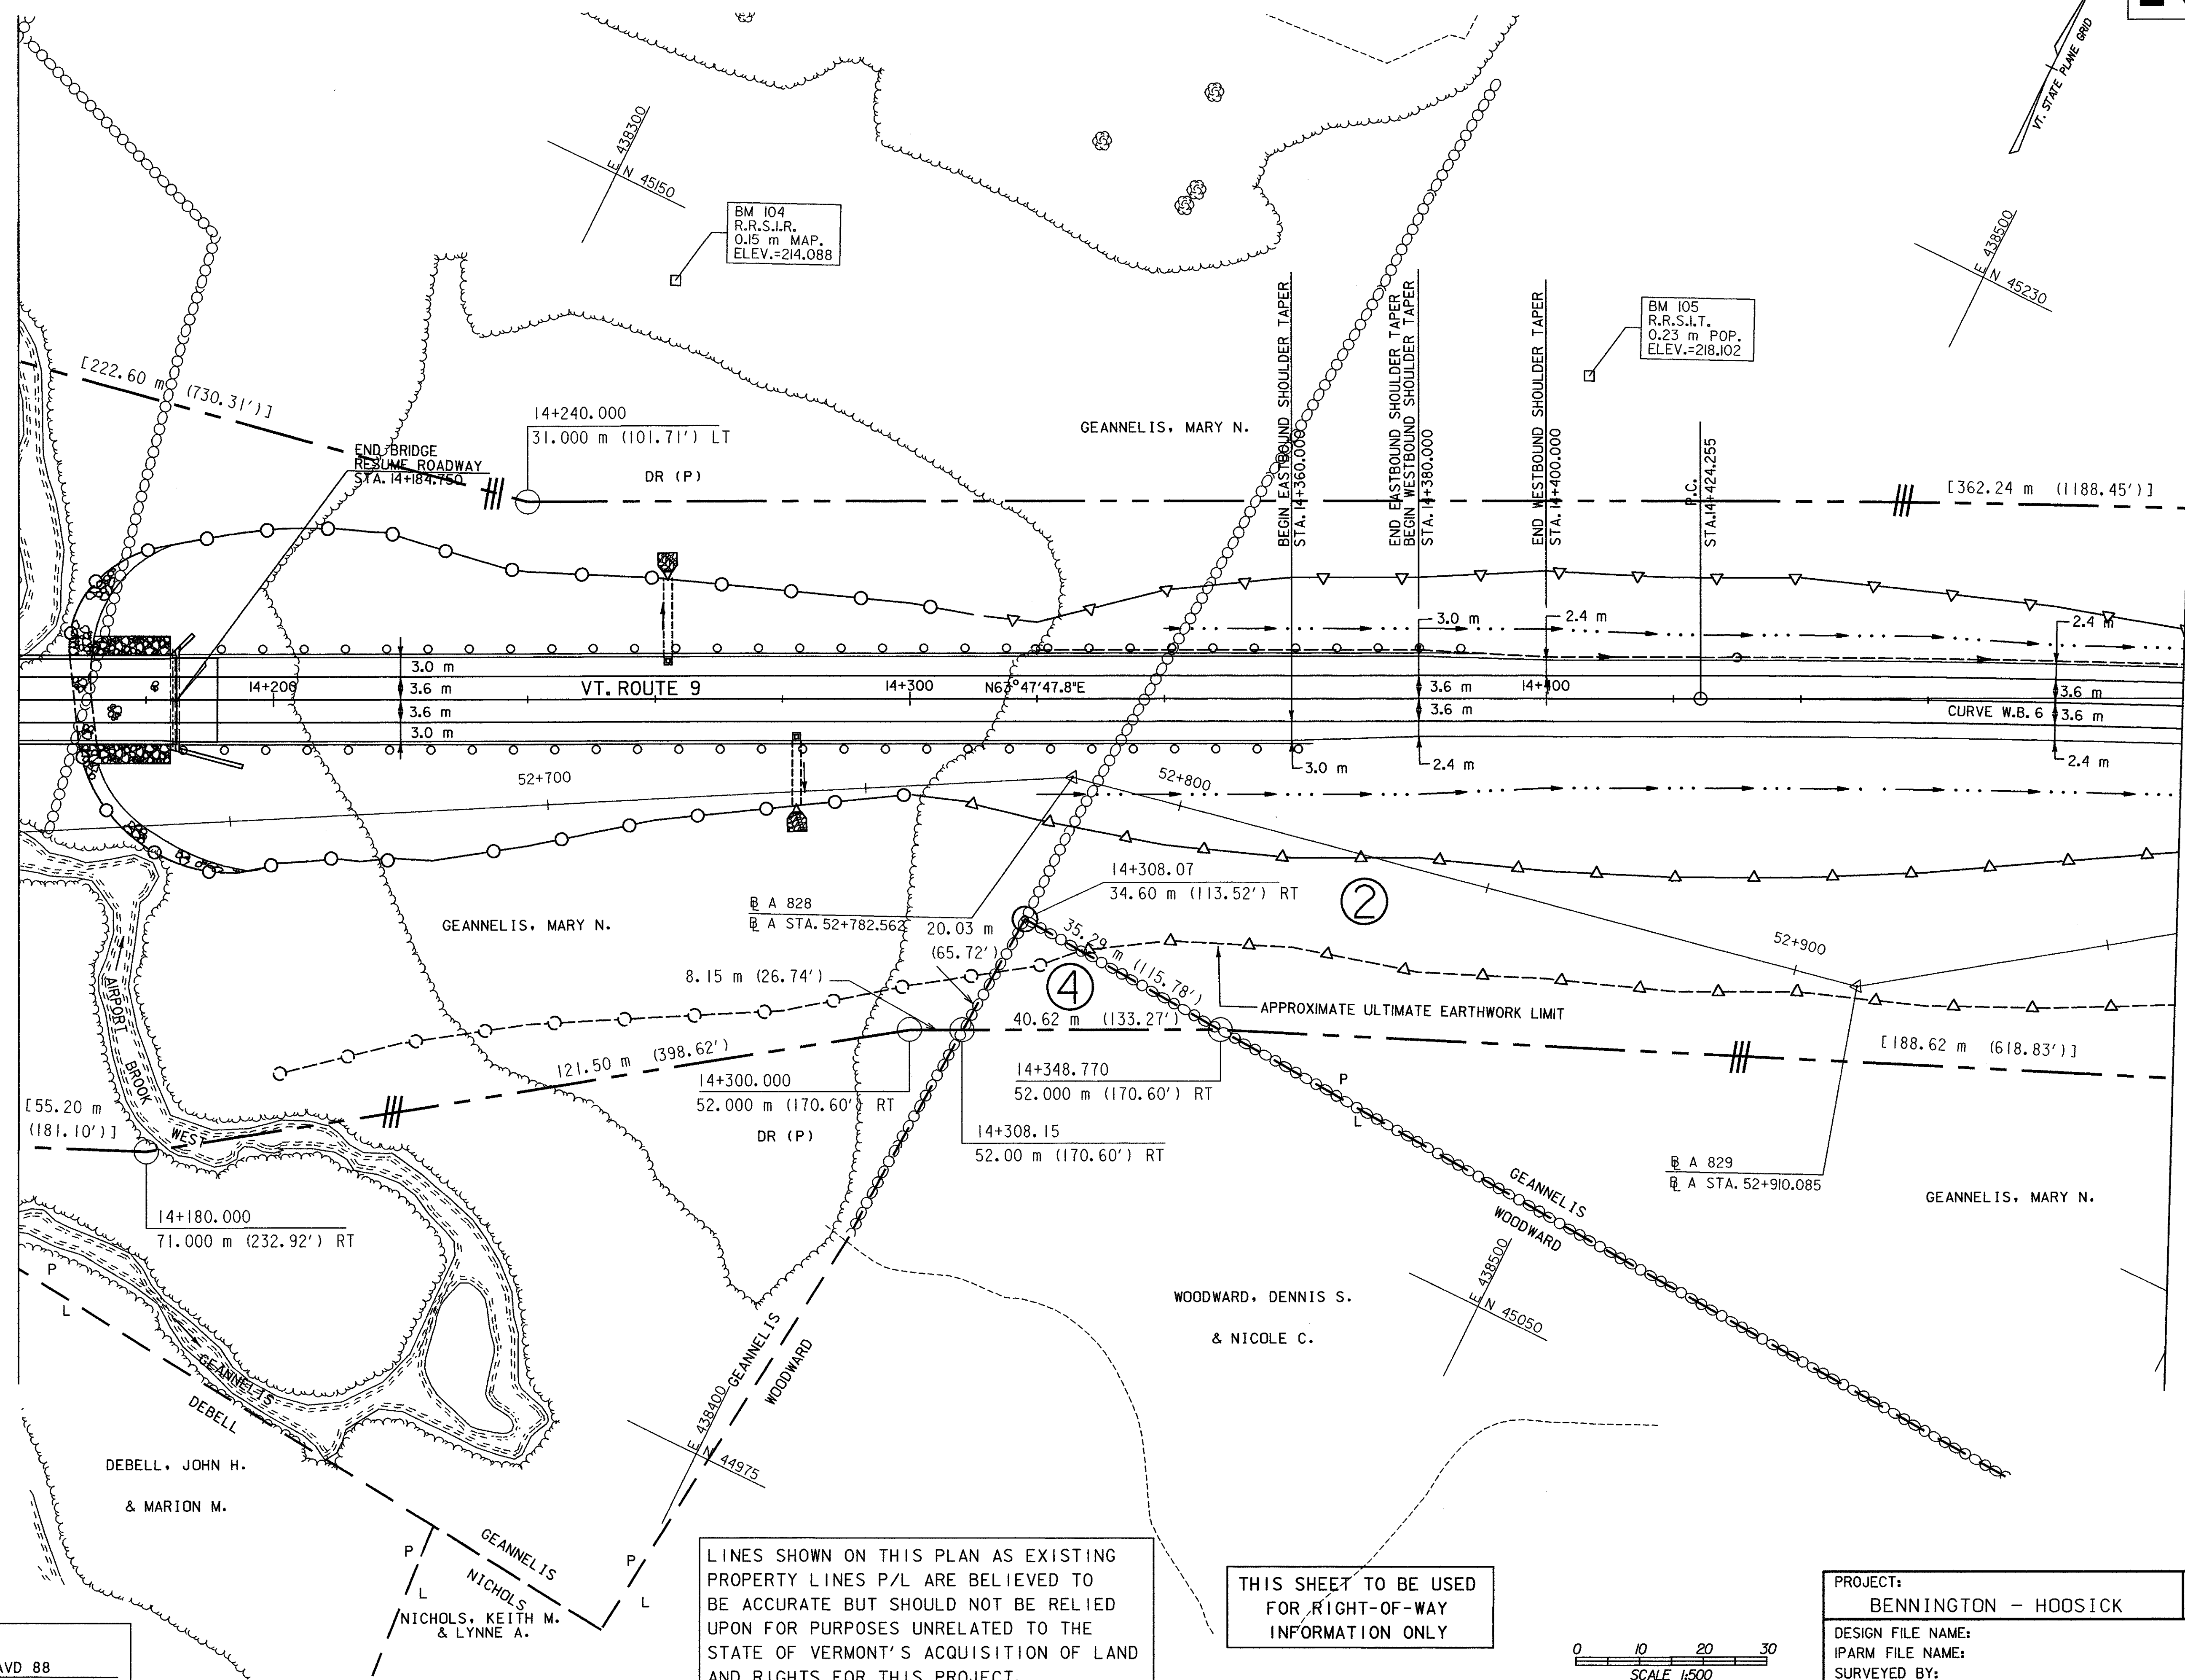 VT. STATE PLANE GRID
E 438300
N 45150
BM 104
R.R.S.I.R.
0.15 m MAP.
ELEV.=214.088
E 438500
N 45230
BM 105
R.R.S.I.T.
0.23 m POP.
ELEV.=218.102
[222.60 m (730.31')]
14+240.000
31.000 m (101.71') LT
DR (P)
END BRIDGE
RESUME ROADWAY
STA. 14+184.750
GEANNELIS, MARY N.
BEGIN EASTBOUND SHOULDER TAPER
STA. 14+360.000
END EASTBOUND SHOULDER TAPER
BEGIN WESTBOUND SHOULDER TAPER
STA. 14+380.000
END WESTBOUND SHOULDER TAPER
STA. 14+400.000
P.C.
STA.14+424.255
[362.24 m (1188.45')]
3.0 m
2.4 m
2.4 m
3.0 m
3.6 m
3.6 m
3.0 m
14+200
VT. ROUTE 9
14+300
N63°47'47.8"E
3.6 m
3.6 m
14+400
3.6 m
CURVE W.B. 6
3.6 m
3.0 m
2.4 m
2.4 m
52+700
52+800
14+308.07
34.60 m (113.52') RT
2
GEANNELIS, MARY N.
BL A 828
BL A STA. 52+782.562
20.03 m
(65.72')
35.29 m (115.78')
52+900
8.15 m (26.74')
4
40.62 m (133.27')
APPROXIMATE ULTIMATE EARTHWORK LIMIT
AIRPORT
BROOK
WEST
121.50 m (398.62')
[188.62 m (618.83')]
14+300.000
52.000 m (170.60') RT
DR (P)
14+348.770
52.000 m (170.60') RT
14+308.15
52.00 m (170.60') RT
[55.20 m
(181.10')]
P
L
14+180.000
71.000 m (232.92') RT
GEANNELIS
WOODWARD
BL A 829
BL A STA. 52+910.085
GEANNELIS, MARY N.
P
L
GEANNELIS
DEBELL
WOODWARD, DENNIS S.
& NICOLE C.
E 438500
N 45050
GEANNELIS
WOODWARD
E 438400
N 44975
DEBELL, JOHN H.
& MARION M.
P
L
GEANNELIS
NICHOLS
P
L
NICHOLS, KEITH M.
& LYNNE A.
LINES SHOWN ON THIS PLAN AS EXISTING
PROPERTY LINES P/L ARE BELIEVED TO
BE ACCURATE BUT SHOULD NOT BE RELIED
UPON FOR PURPOSES UNRELATED TO THE
STATE OF VERMONT'S ACQUISITION OF LAND
AND RIGHTS FOR THIS PROJECT.
THIS SHEET TO BE USED
FOR RIGHT-OF-WAY
INFORMATION ONLY
0 10 20 30
SCALE 1:500
PROJECT:
BENNINGTON - HOOSICK
DESIGN FILE NAME:
IPARM FILE NAME:
SURVEYED BY:
88